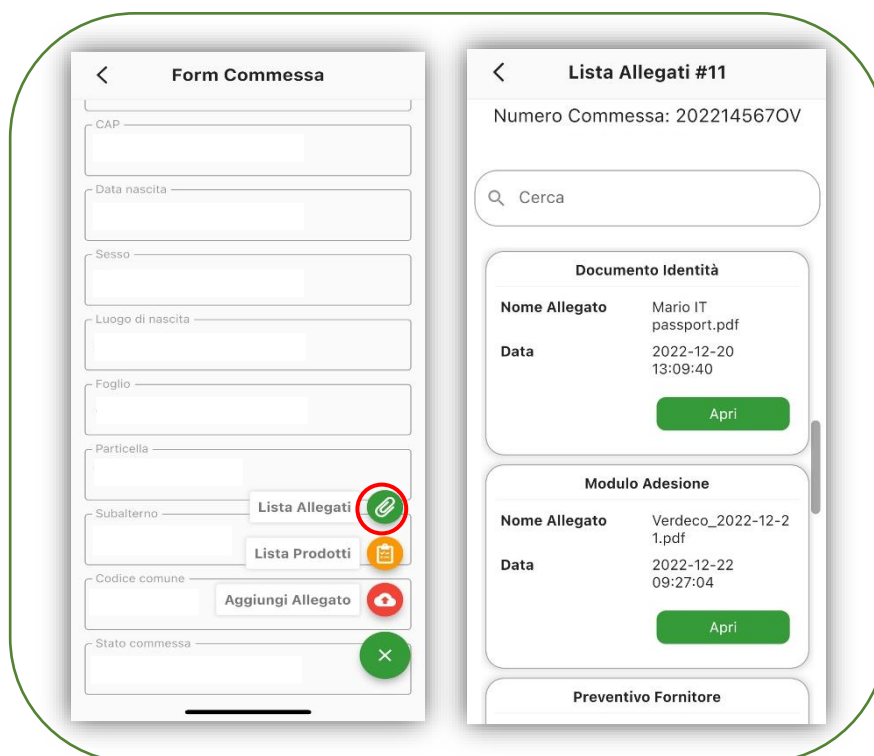 Form Commessa
CAP
Data nascita
Sesso
Luogo di nascita
Foglio
Particella
Lista Allegati
Subalterno
Lista Prodotti
Codice comune
Aggiungi Allegato
Stato commessa
Lista Allegati #11
Numero Commessa: 202214567OV
Cerca
Documento Identità
Nome Allegato Mario IT
passport.pdf
Data 2022-12-20
13:09:40
Apri
Modulo Adesione
Nome Allegato Verdeco_2022-12-2
1.pdf
Data 2022-12-22
09:27:04
Apri
Preventivo Fornitore